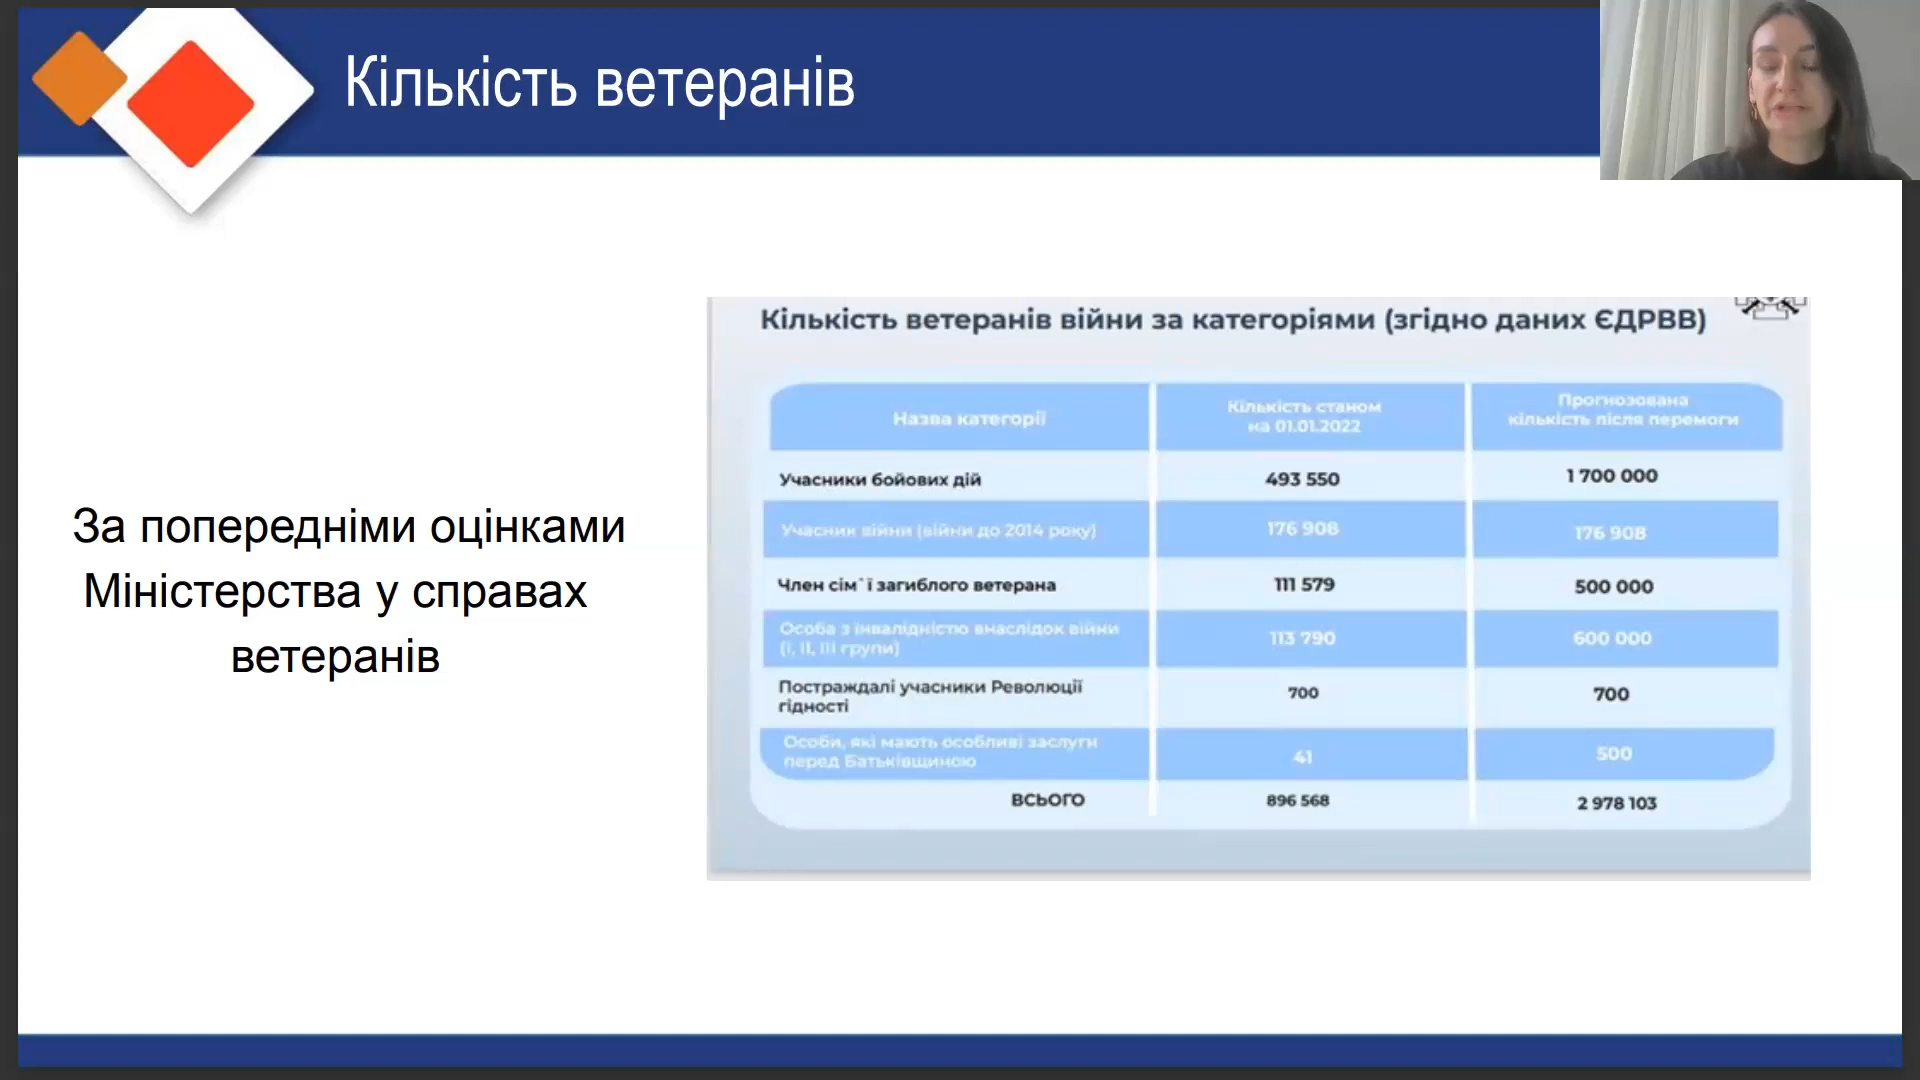 Кількість ветеранів
За попередніми оцінками
Міністерства у справах
ветеранів
Кількість ветеранів війни за категоріями (згідно даних ЄДРВВ)
Назва категорії
Кількість станом
на 01.01.2022
Прогнозована
кількість після перемоги
Учасники бойових дій
493 550
1 700 000
Учасник війни (війни до 2014 року)
176 908
176 908
Член сім`ї загиблого ветерана
111 579
500 000
Особа з інвалідністю внаслідок війни
(І, ІІ, ІІІ групи)
113 790
600 000
Постраждалі учасники Революції
гідності
700
700
Особи, які мають особливі заслуги
перед Батьківщиною
41
500
ВСЬОГО
896 568
2 978 103